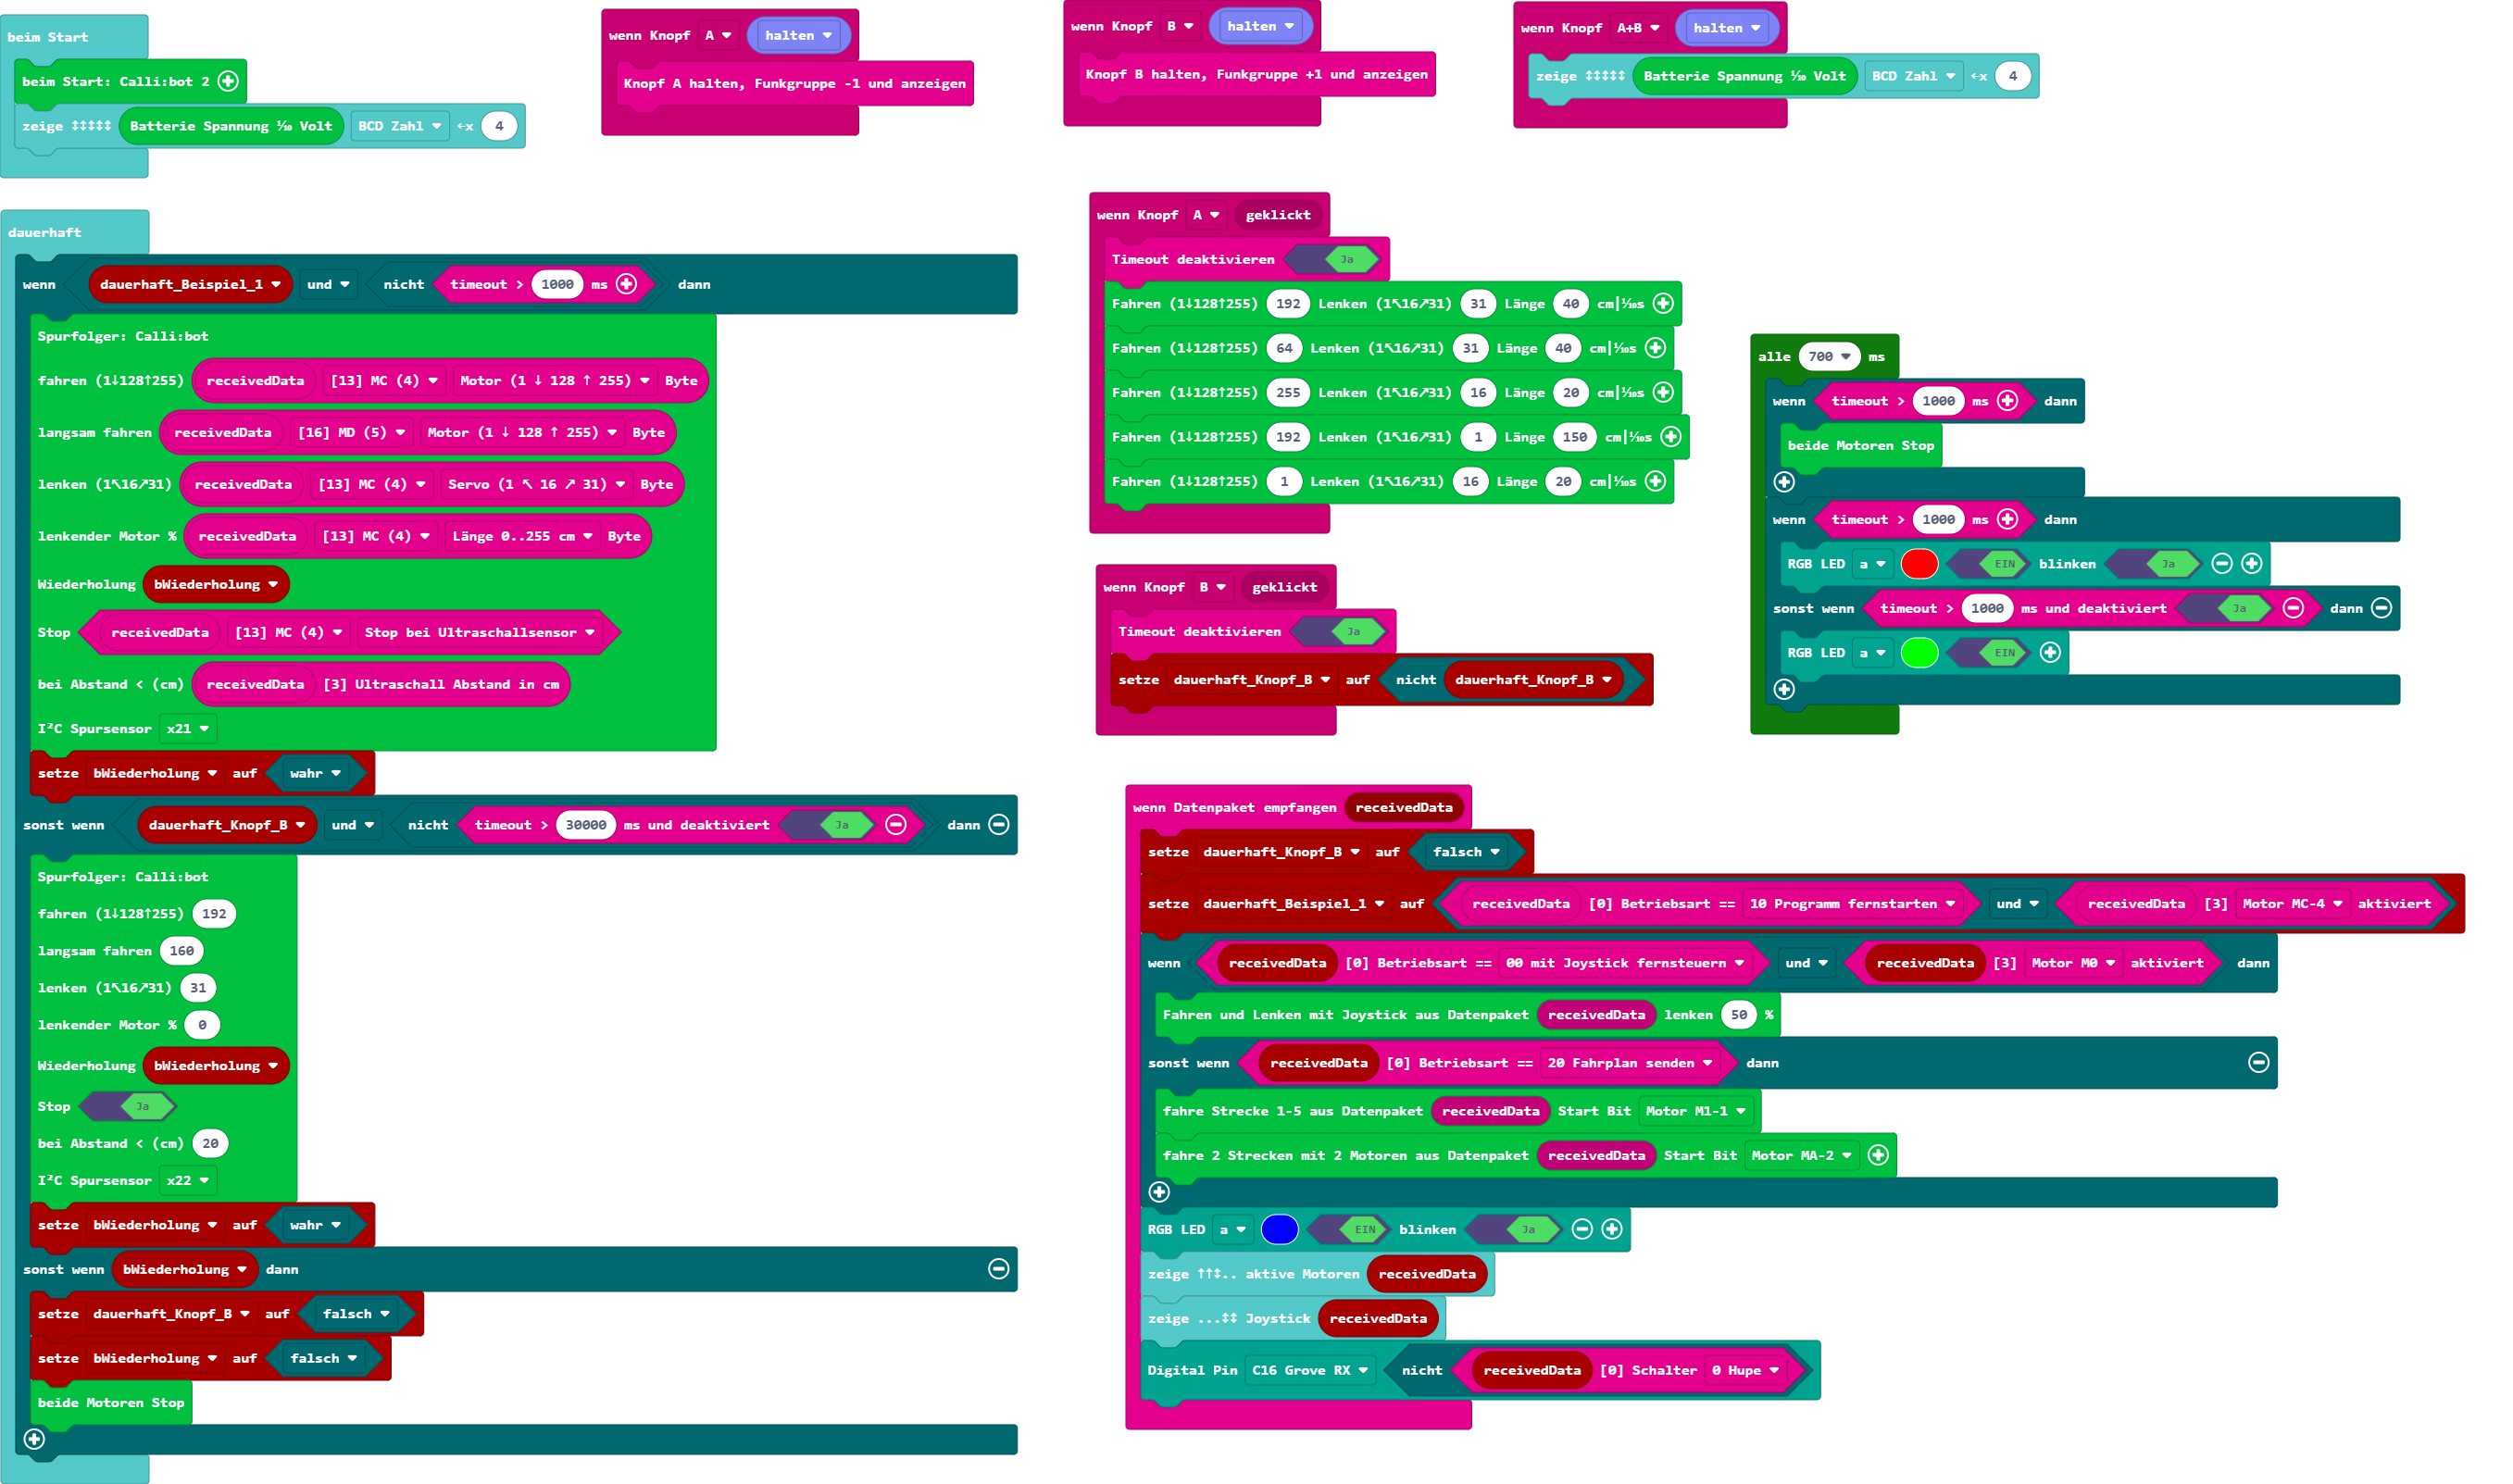 beim Start
beim Start: Calli:bot 2
zeige ↕↕↕↕↕ Batterie Spannung ⅒ Volt BCD Zahl ←x 4
wenn Knopf A halten
Knopf A halten, Funkgruppe -1 und anzeigen
wenn Knopf B halten
Knopf B halten, Funkgruppe +1 und anzeigen
wenn Knopf A+B halten
zeige ↕↕↕↕↕ Batterie Spannung ⅒ Volt BCD Zahl ←x 4
dauerhaft
wenn dauerhaft_Beispiel_1 und nicht timeout > 1000 ms dann
Spurfolger: Calli:bot
fahren (1↓128↑255) receivedData [13] MC (4) Motor (1 ↓ 128 ↑ 255) Byte
langsam fahren receivedData [16] MD (5) Motor (1 ↓ 128 ↑ 255) Byte
lenken (1↖16↗31) receivedData [13] MC (4) Servo (1 ↖ 16 ↗ 31) Byte
lenkender Motor % receivedData [13] MC (4) Länge 0..255 cm Byte
Wiederholung bWiederholung
Stop receivedData [13] MC (4) Stop bei Ultraschallsensor
bei Abstand < (cm) receivedData [3] Ultraschall Abstand in cm
I²C Spursensor x21
setze bWiederholung auf wahr
sonst wenn dauerhaft_Knopf_B und nicht timeout > 30000 ms und deaktiviert Ja dann
Spurfolger: Calli:bot
fahren (1↓128↑255) 192
langsam fahren 160
lenken (1↖16↗31) 31
lenkender Motor % 0
Wiederholung bWiederholung
Stop Ja
bei Abstand < (cm) 20
I²C Spursensor x22
setze bWiederholung auf wahr
sonst wenn bWiederholung dann
setze dauerhaft_Knopf_B auf falsch
setze bWiederholung auf falsch
beide Motoren Stop
wenn Knopf A geklickt
Timeout deaktivieren Ja
Fahren (1↓128↑255) 192 Lenken (1↖16↗31) 31 Länge 40 cm|⅒s
Fahren (1↓128↑255) 64 Lenken (1↖16↗31) 31 Länge 40 cm|⅒s
Fahren (1↓128↑255) 255 Lenken (1↖16↗31) 16 Länge 20 cm|⅒s
Fahren (1↓128↑255) 192 Lenken (1↖16↗31) 1 Länge 150 cm|⅒s
Fahren (1↓128↑255) 1 Lenken (1↖16↗31) 16 Länge 20 cm|⅒s
wenn Knopf B geklickt
Timeout deaktivieren Ja
setze dauerhaft_Knopf_B auf nicht dauerhaft_Knopf_B
alle 700 ms
wenn timeout > 1000 ms dann
beide Motoren Stop
wenn timeout > 1000 ms dann
RGB LED a EIN blinken Ja
sonst wenn timeout > 1000 ms und deaktiviert Ja dann
RGB LED a EIN
wenn Datenpaket empfangen receivedData
setze dauerhaft_Knopf_B auf falsch
setze dauerhaft_Beispiel_1 auf receivedData [0] Betriebsart == 10 Programm fernstarten und receivedData [3] Motor MC-4 aktiviert
wenn receivedData [0] Betriebsart == 00 mit Joystick fernsteuern und receivedData [3] Motor M0 aktiviert dann
Fahren und Lenken mit Joystick aus Datenpaket receivedData lenken 50 %
sonst wenn receivedData [0] Betriebsart == 20 Fahrplan senden dann
fahre Strecke 1-5 aus Datenpaket receivedData Start Bit Motor M1-1
fahre 2 Strecken mit 2 Motoren aus Datenpaket receivedData Start Bit Motor MA-2
RGB LED a EIN blinken Ja
zeige ↑↑↕.. aktive Motoren receivedData
zeige ...↕↕ Joystick receivedData
Digital Pin C16 Grove RX nicht receivedData [0] Schalter 0 Hupe